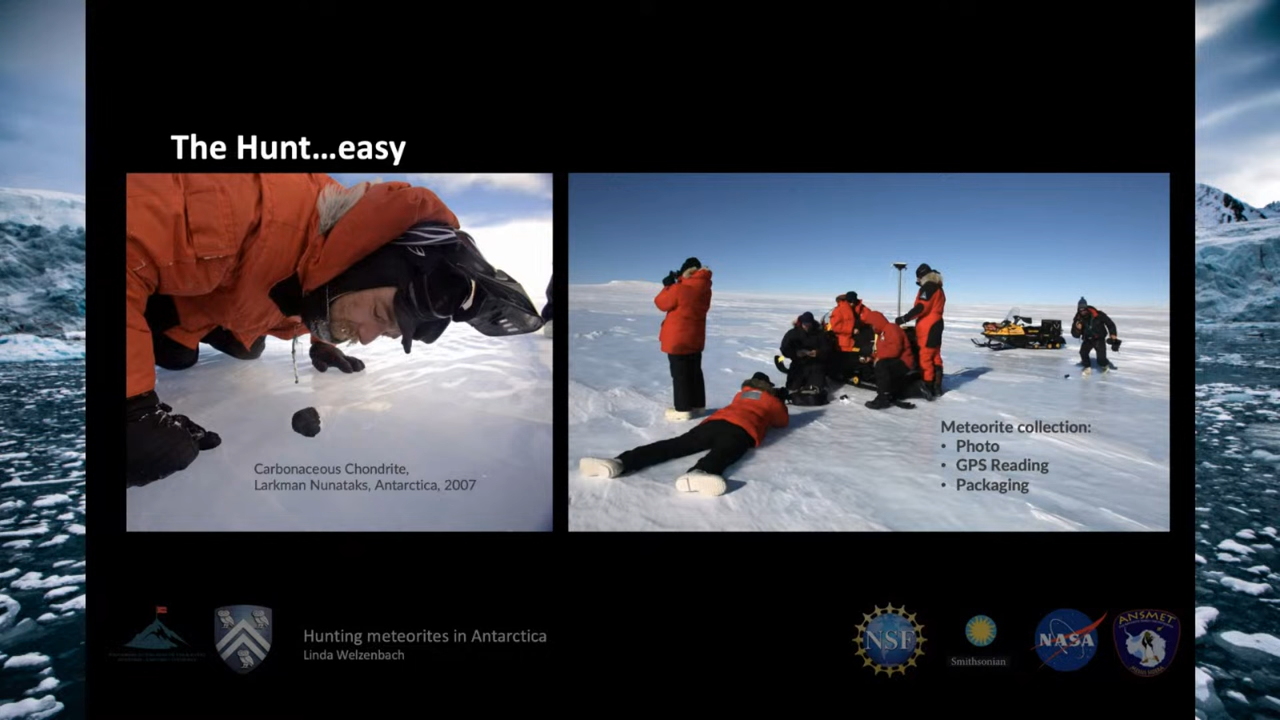 The Hunt...easy
Carbonaceous Chondrite,
Larkman Nunataks, Antarctica, 2007
Meteorite collection:
• Photo
• GPS Reading
• Packaging
Hunting meteorites in Antarctica
Linda Welzenbach
NSF
Smithsonian
NASA
ANSMET